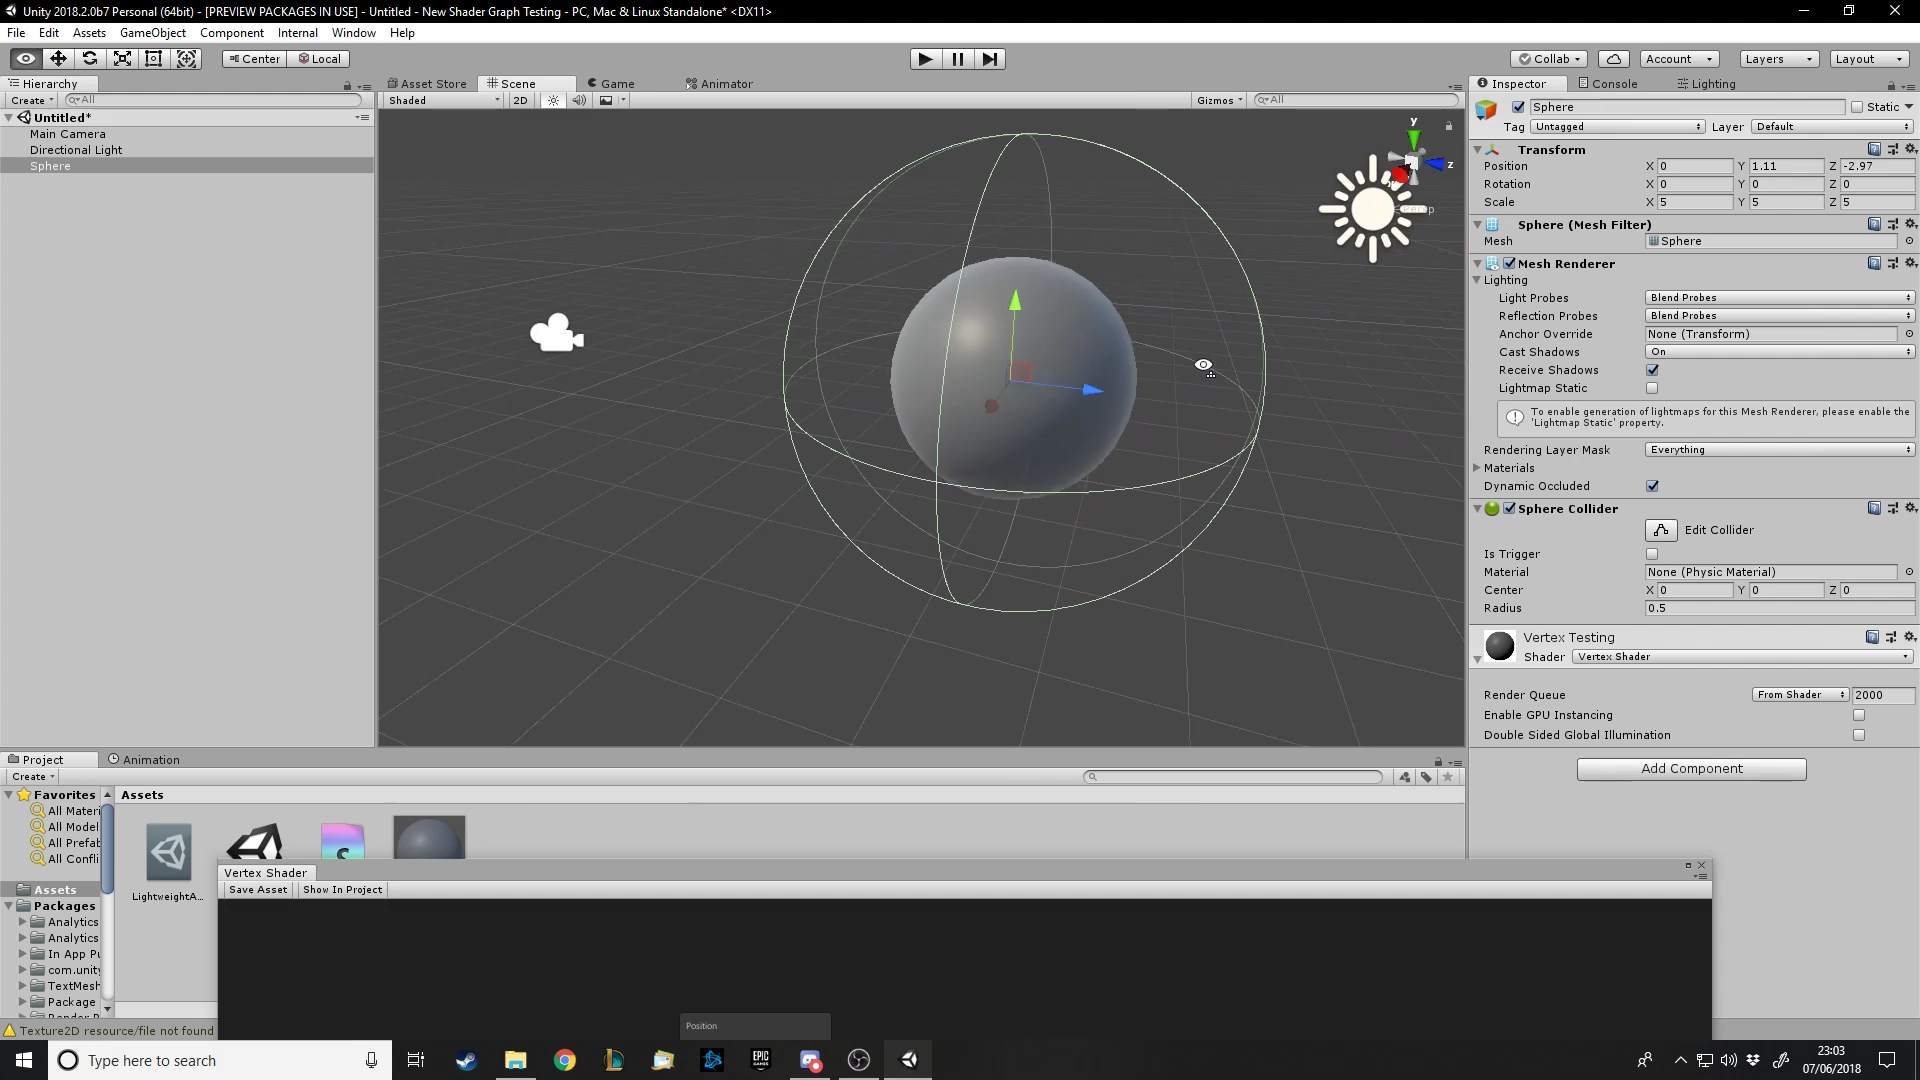 Unity 2018.2.0b7 Personal (64bit) - [PREVIEW PACKAGES IN USE] - Untitled - New Shader Graph Testing - PC, Mac & Linux Standalone* <DX11>
File Edit Assets GameObject Component Internal Window Help
Center Local Collab Account Layers Layout
Hierarchy Asset Store Scene Game Animator Inspector Console Lighting
Create All Shaded 2D Gizmos All
Untitled*
Main Camera
Directional Light
Sphere
y
z
Persp
Sphere Static
Tag Untagged Layer Default
Transform
Position X 0 Y 1.11 Z -2.97
Rotation X 0 Y 0 Z 0
Scale X 5 Y 5 Z 5
Sphere (Mesh Filter)
Mesh Sphere
Mesh Renderer
Lighting
Light Probes Blend Probes
Reflection Probes Blend Probes
Anchor Override None (Transform)
Cast Shadows On
Receive Shadows
Lightmap Static
To enable generation of lightmaps for this Mesh Renderer, please enable the
'Lightmap Static' property.
Rendering Layer Mask Everything
Materials
Dynamic Occluded
Sphere Collider
Edit Collider
Is Trigger
Material None (Physic Material)
Center X 0 Y 0 Z 0
Radius 0.5
Vertex Testing
Shader Vertex Shader
Render Queue From Shader 2000
Enable GPU Instancing
Double Sided Global Illumination
Add Component
Project Animation
Create
Favorites
All Materi
All Model
All Prefab
All Confli
Assets
Packages
Analytics
Analytics
In App Pu
com.unity
TextMesh
Package
Assets
LightweightA...
Vertex Shader
Save Asset Show In Project
Position
Texture2D resource/file not found
Type here to search
EPIC
GAMES
23:03
07/06/2018